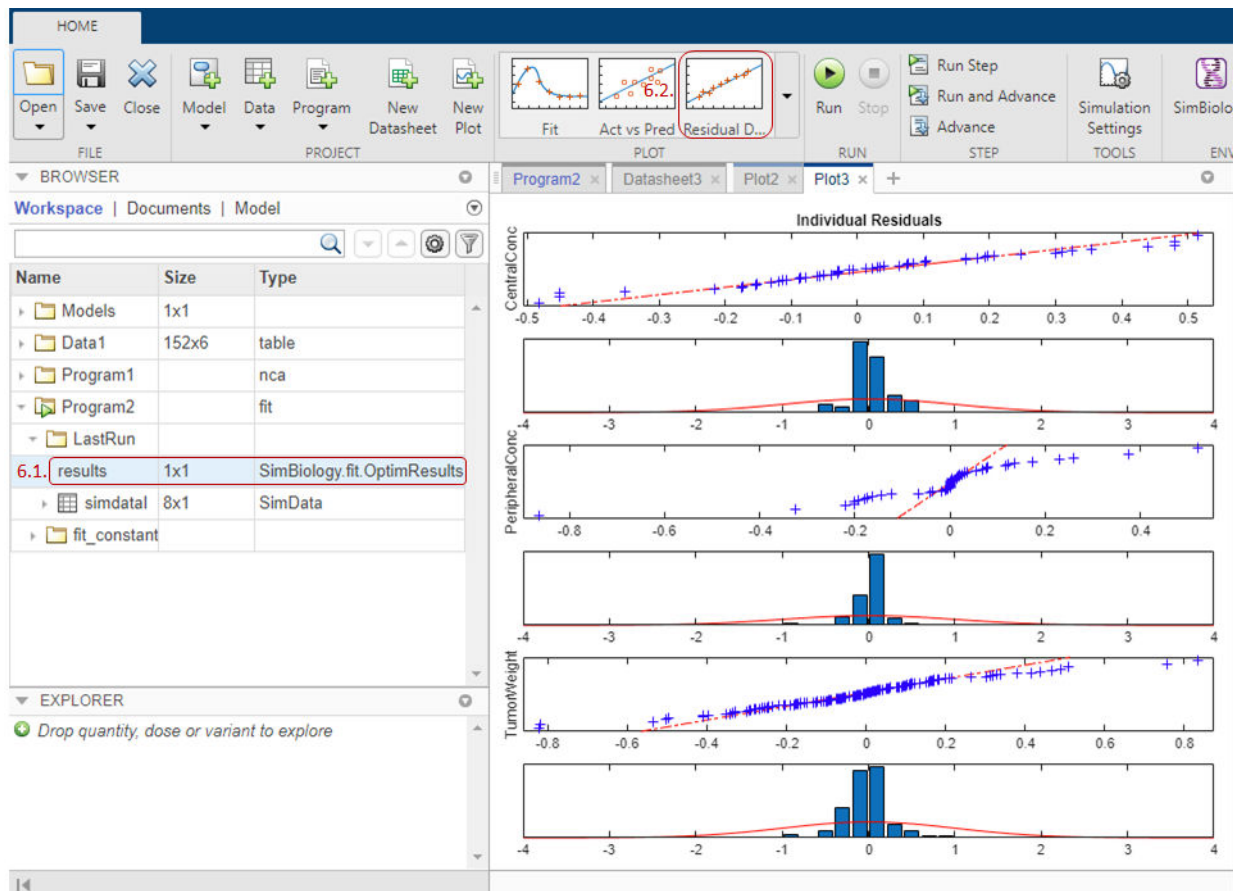 HOME
Open
Save
Close
Model
Data
Program
New
Datasheet
New
Plot
Fit
Act vs Pred
6.2.
Residual D...
Run
Stop
Run Step
Run and Advance
Advance
Simulation
Settings
SimBiolo
FILE
PROJECT
PLOT
RUN
STEP
TOOLS
ENV
BROWSER
Workspace | Documents | Model
Name Size Type
Models 1x1
Data1 152x6 table
Program1 nca
Program2 fit
LastRun
6.1. results 1x1 SimBiology.fit.OptimResults
simdataI 8x1 SimData
fit_constant
EXPLORER
Drop quantity, dose or variant to explore
Program2
Datasheet3
Plot2
Plot3
Individual Residuals
CentralConc
-0.5 -0.4 -0.3 -0.2 -0.1 0 0.1 0.2 0.3 0.4 0.5
-4 -3 -2 -1 0 1 2 3 4
PeripheralConc
-0.8 -0.6 -0.4 -0.2 0 0.2 0.4
-4 -3 -2 -1 0 1 2 3 4
TumorWeight
-0.8 -0.6 -0.4 -0.2 0 0.2 0.4 0.6 0.8
-4 -3 -2 -1 0 1 2 3 4